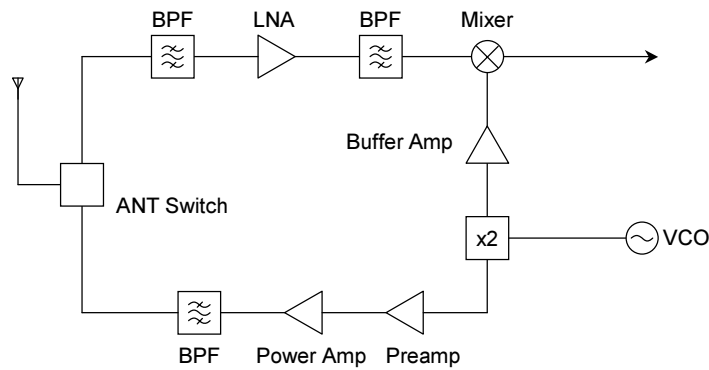 BPF
LNA
BPF
Mixer
Buffer Amp
ANT Switch
x2
VCO
BPF
Power Amp
Preamp